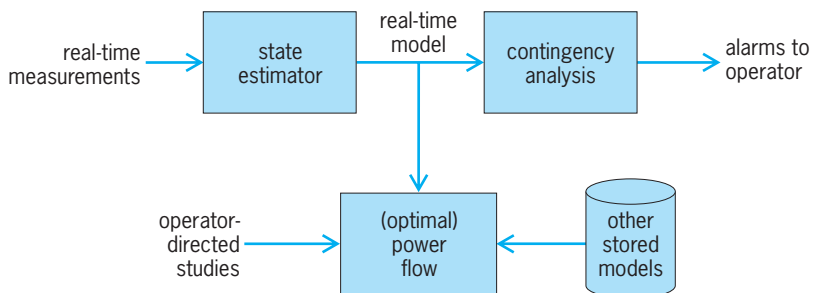 real-time
measurements
state
estimator
real-time
model
contingency
analysis
alarms to
operator
operator-
directed
studies
(optimal)
power
flow
other
stored
models